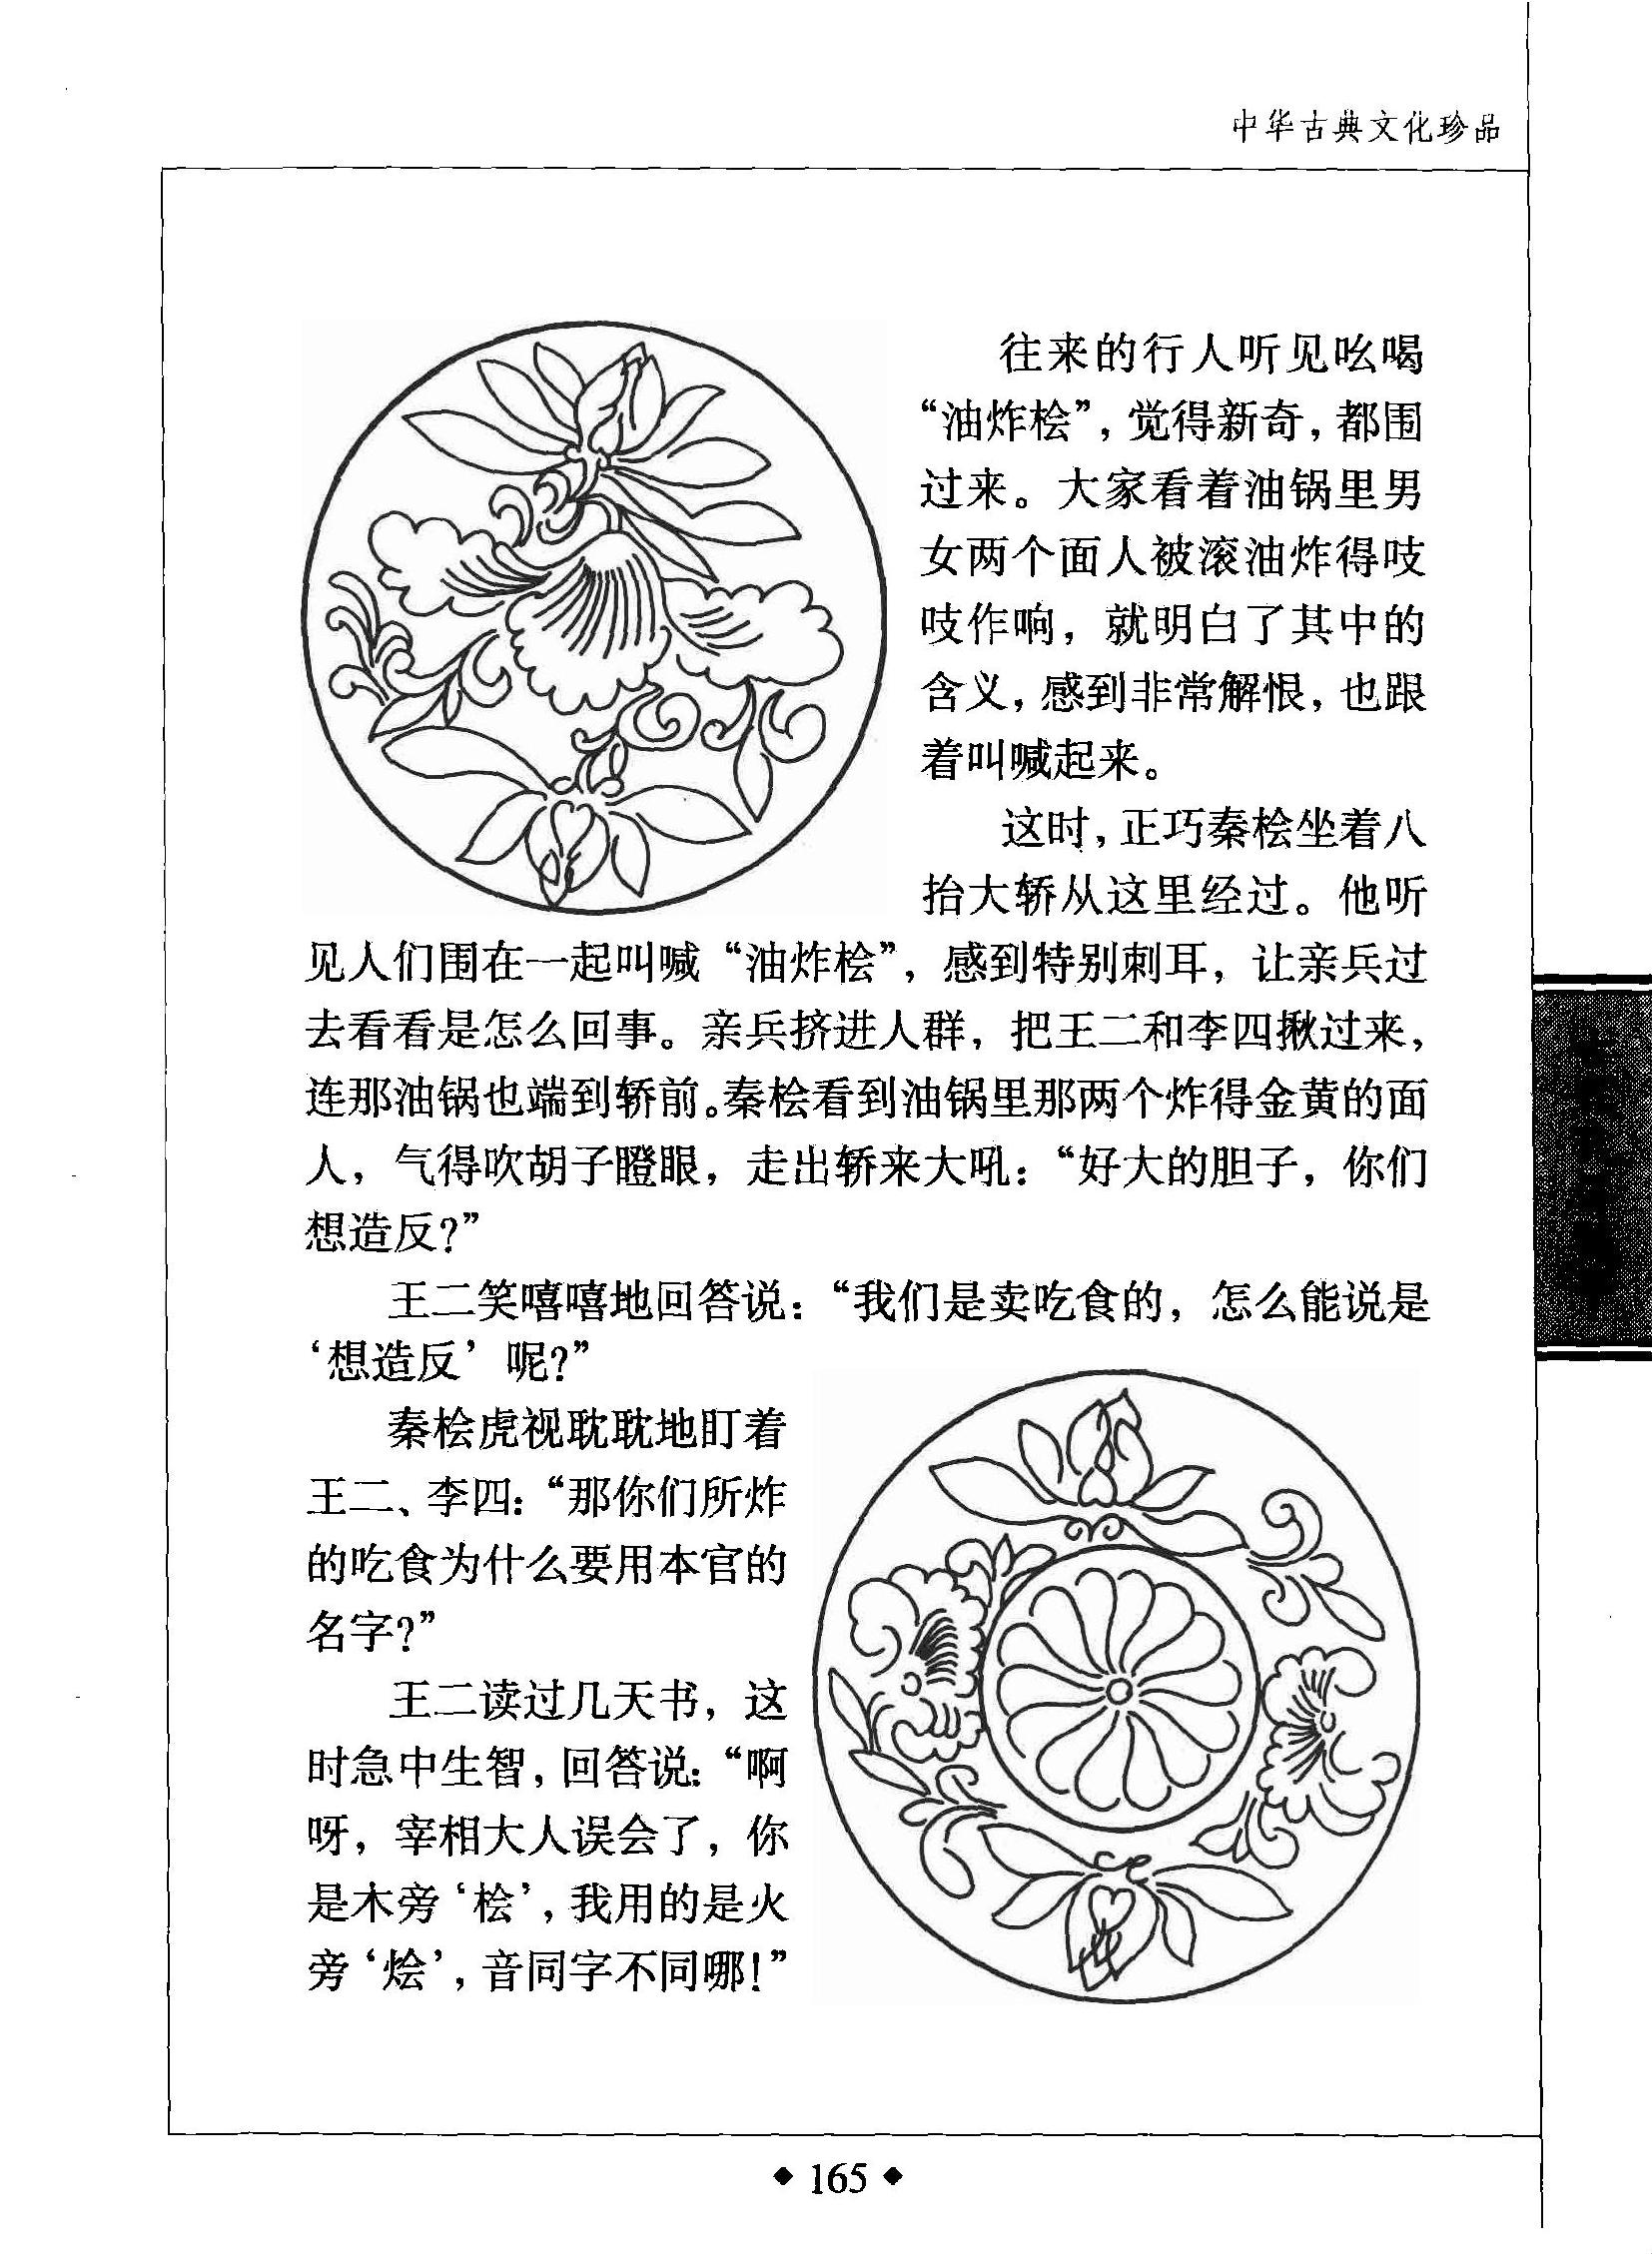 中华古典文化珍品
往来的行人听见吆喝
“油炸桧”，觉得新奇，都围
过来。大家看着油锅里男
女两个面人被滚油炸得吱
吱作响，就明白了其中的
含义，感到非常解恨，也跟
着叫喊起来。
这时，正巧秦桧坐着八
抬大轿从这里经过。他听
见人们围在一起叫喊“油炸桧”，感到特别刺耳，让亲兵过
去看看是怎么回事。亲兵挤进人群，把王二和李四揪过来，
连那油锅也端到轿前。秦桧看到油锅里那两个炸得金黄的面
人，气得吹胡子瞪眼，走出轿来大吼：“好大的胆子，你们
想造反？”
王二笑嘻嘻地回答说：“我们是卖吃食的，怎么能说是
‘想造反’呢？”
秦桧虎视耽耽地盯着
王二、李四：“那你们所炸
的吃食为什么要用本官的
名字？”
王二读过几天书，这
时急中生智，回答说：“啊
呀，宰相大人误会了，你
是木旁‘桧’，我用的是火
旁‘烩’，音同字不同哪！”
◆ 165 ◆